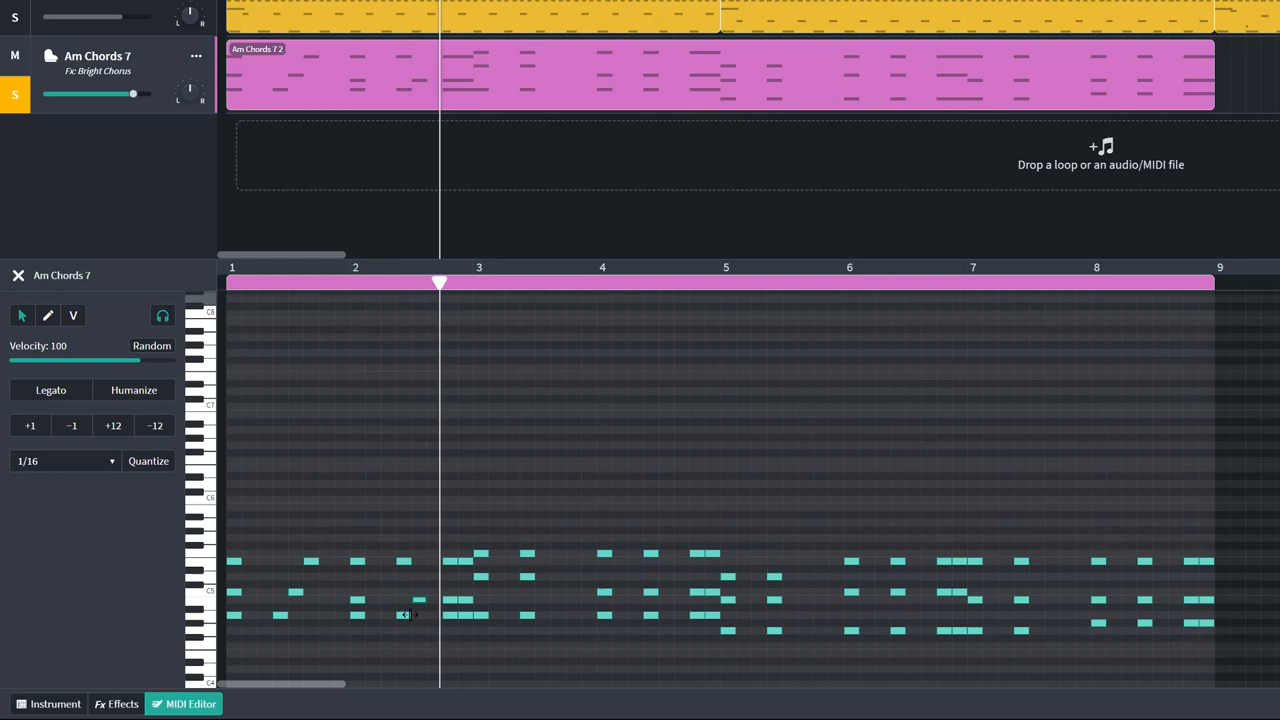 S
L R
M
Am Chords 7
...
Fx Bright Chorus
Am Chords 7 2
S
L R
Drop a loop or an audio/MIDI file
Am Chords 7
1 2 3 4 5 6 7 8 9
V
C8
Velocity: 100
Random
Legato
Humanize
C7
+1
−1
+12
−12
1/16
Quantize
C6
C5
C4
Instrument
Fx Effects
MIDI Editor